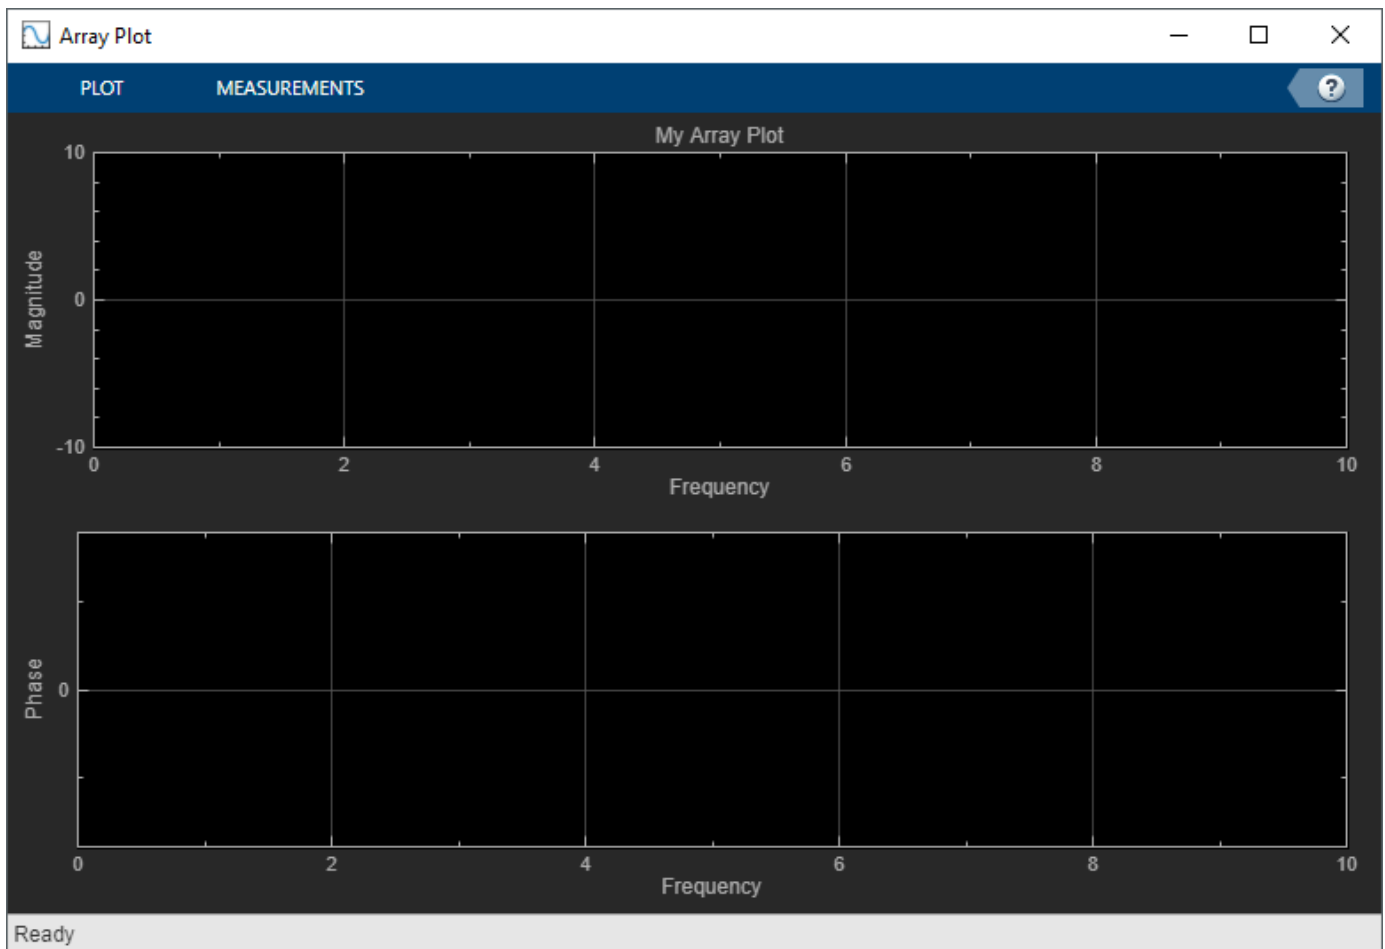 Array Plot
PLOT MEASUREMENTS ?
My Array Plot
10
Magnitude
0
-10
0 2 4 6 8 10
Frequency
Phase
0
0 2 4 6 8 10
Frequency
Ready